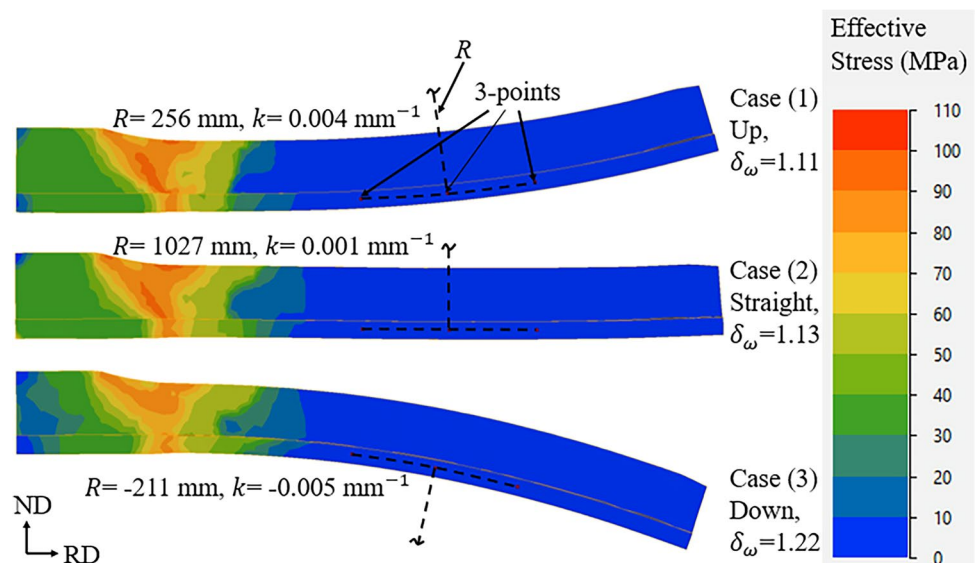 Effective
Stress (MPa)
R
3-points
R= 256 mm, k= 0.004 mm⁻¹
Case (1)
Up,
δω=1.11
R= 1027 mm, k= 0.001 mm⁻¹
Case (2)
Straight,
δω=1.13
R= -211 mm, k= -0.005 mm⁻¹
Case (3)
Down,
δω=1.22
ND
RD
110
100
90
80
70
60
50
40
30
20
10
0